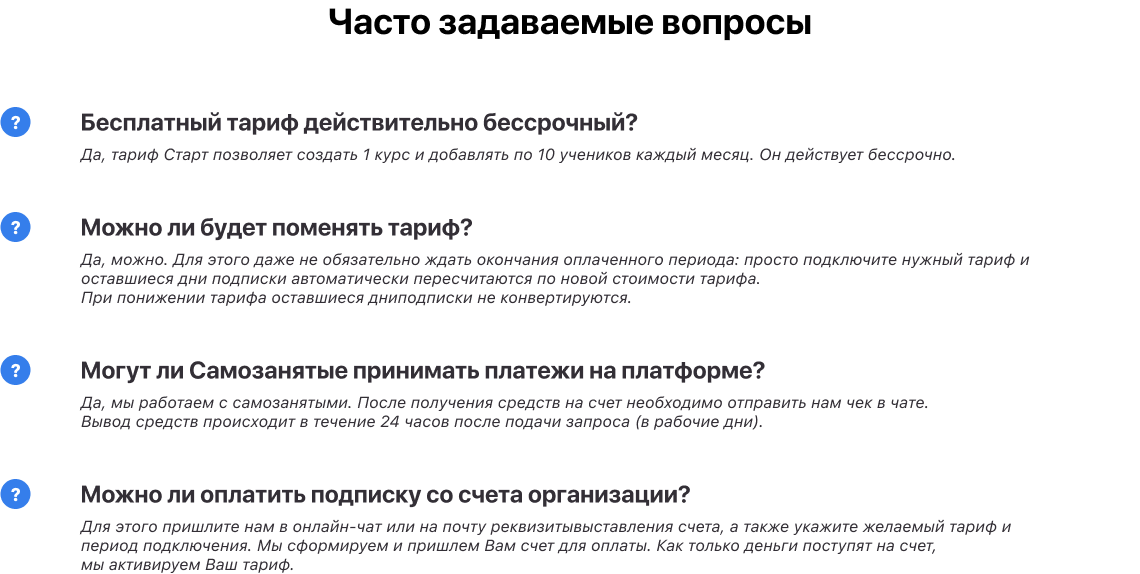 Часто задаваемые вопросы
?
Бесплатный тариф действительно бессрочный?
Да, тариф Старт позволяет создать 1 курс и добавлять по 10 учеников каждый месяц. Он действует бессрочно.
?
Можно ли будет поменять тариф?
Да, можно. Для этого даже не обязательно ждать окончания оплаченного периода: просто подключите нужный тариф и
оставшиеся дни подписки автоматически пересчитаются по новой стоимости тарифа.
При понижении тарифа оставшиеся дниподписки не конвертируются.
?
Могут ли Самозанятые принимать платежи на платформе?
Да, мы работаем с самозанятыми. После получения средств на счет необходимо отправить нам чек в чате.
Вывод средств происходит в течение 24 часов после подачи запроса (в рабочие дни).
?
Можно ли оплатить подписку со счета организации?
Для этого пришлите нам в онлайн-чат или на почту реквизитывыставления счета, а также укажите желаемый тариф и
период подключения. Мы сформируем и пришлем Вам счет для оплаты. Как только деньги поступят на счет,
мы активируем Ваш тариф.